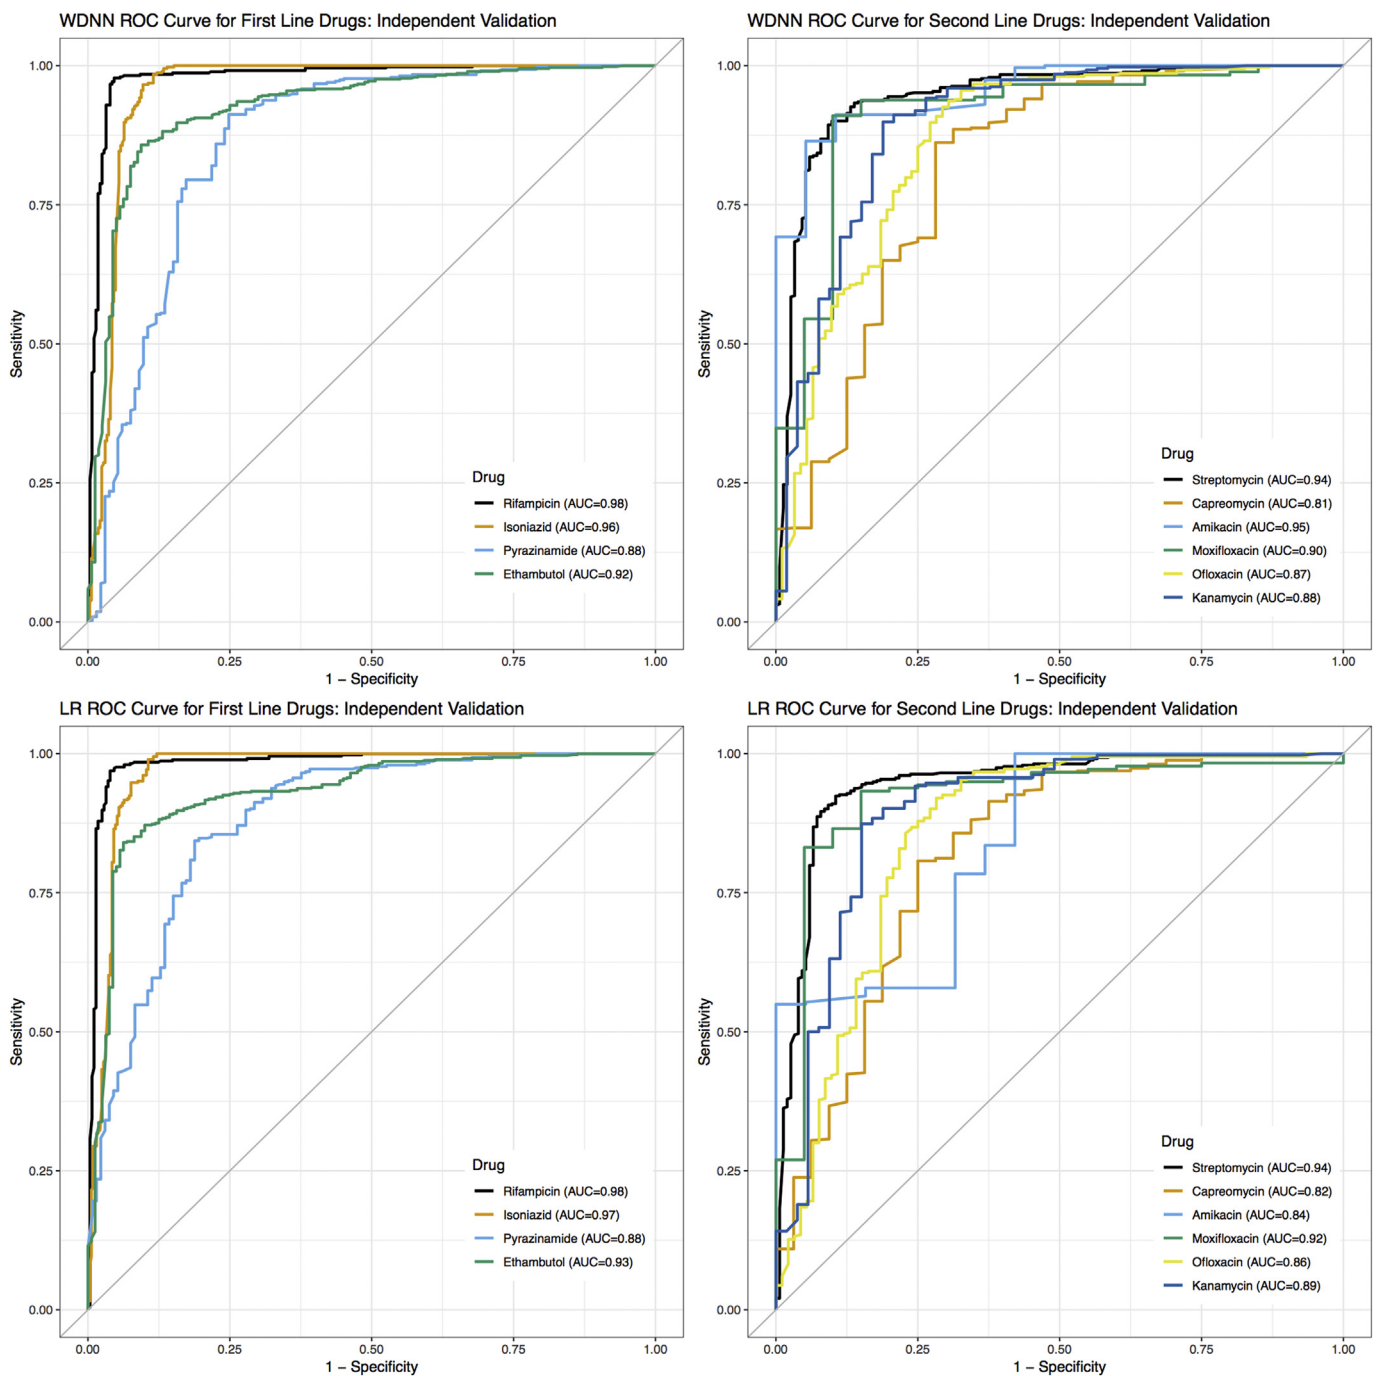 WDNN ROC Curve for First Line Drugs: Independent Validation
1.00
0.75
0.50
0.25
0.00
Sensitivity
Drug
Rifampicin (AUC=0.98)
Isoniazid (AUC=0.96)
Pyrazinamide (AUC=0.88)
Ethambutol (AUC=0.92)
0.00 0.25 0.50 0.75 1.00
1 − Specificity
WDNN ROC Curve for Second Line Drugs: Independent Validation
1.00
0.75
0.50
0.25
0.00
Sensitivity
Drug
Streptomycin (AUC=0.94)
Capreomycin (AUC=0.81)
Amikacin (AUC=0.95)
Moxifloxacin (AUC=0.90)
Ofloxacin (AUC=0.87)
Kanamycin (AUC=0.88)
0.00 0.25 0.50 0.75 1.00
1 − Specificity
LR ROC Curve for First Line Drugs: Independent Validation
1.00
0.75
0.50
0.25
0.00
Sensitivity
Drug
Rifampicin (AUC=0.98)
Isoniazid (AUC=0.97)
Pyrazinamide (AUC=0.88)
Ethambutol (AUC=0.93)
0.00 0.25 0.50 0.75 1.00
1 − Specificity
LR ROC Curve for Second Line Drugs: Independent Validation
1.00
0.75
0.50
0.25
0.00
Sensitivity
Drug
Streptomycin (AUC=0.94)
Capreomycin (AUC=0.82)
Amikacin (AUC=0.84)
Moxifloxacin (AUC=0.92)
Ofloxacin (AUC=0.86)
Kanamycin (AUC=0.89)
0.00 0.25 0.50 0.75 1.00
1 − Specificity